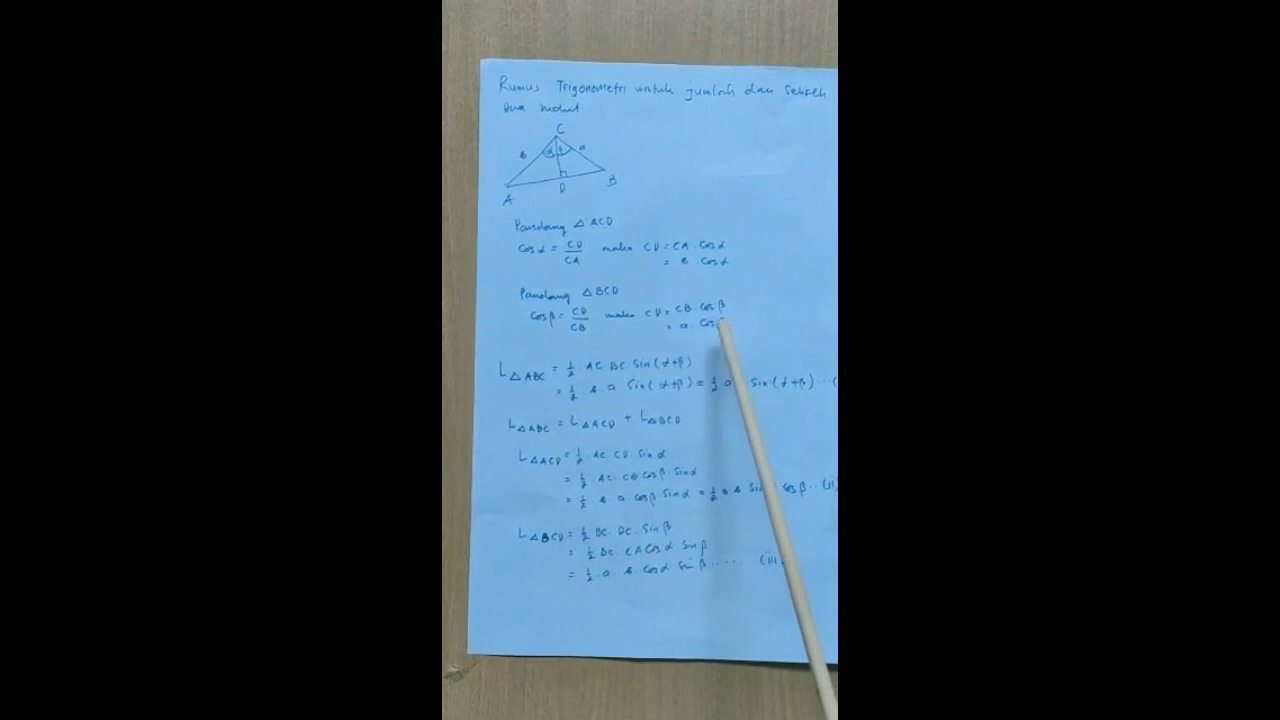 Rumus Trigonometri untuk jumlah dan selisih
Dua sudut.
C
b α β a
A D B
Pandang △ ACD
Cos α = CD/CA maka CD = CA . Cos α
= b . Cos α
Pandang △ BCD
Cos β = CD/CB maka CD = CB . Cos β
= a . Cos
L△ABC = 1/2 . AC . BC . Sin (α+β)
= 1/2 . b . a Sin (α+β) = 1/2 a Sin (α+β) ... (
L△ABC = L△ACD + L△BCD
L△ACD = 1/2 . AC . CD . Sin α
= 1/2 . AC . CB Cos β . Sin α
= 1/2 . b . a . Cos β Sin α = 1/2 a b Sin Cos β .. (ii)
L△BCD = 1/2 BC . DC . Sin β
= 1/2 BC . CA Cos α Sin β
= 1/2 . a . b . Cos α Sin β ..... (iii)